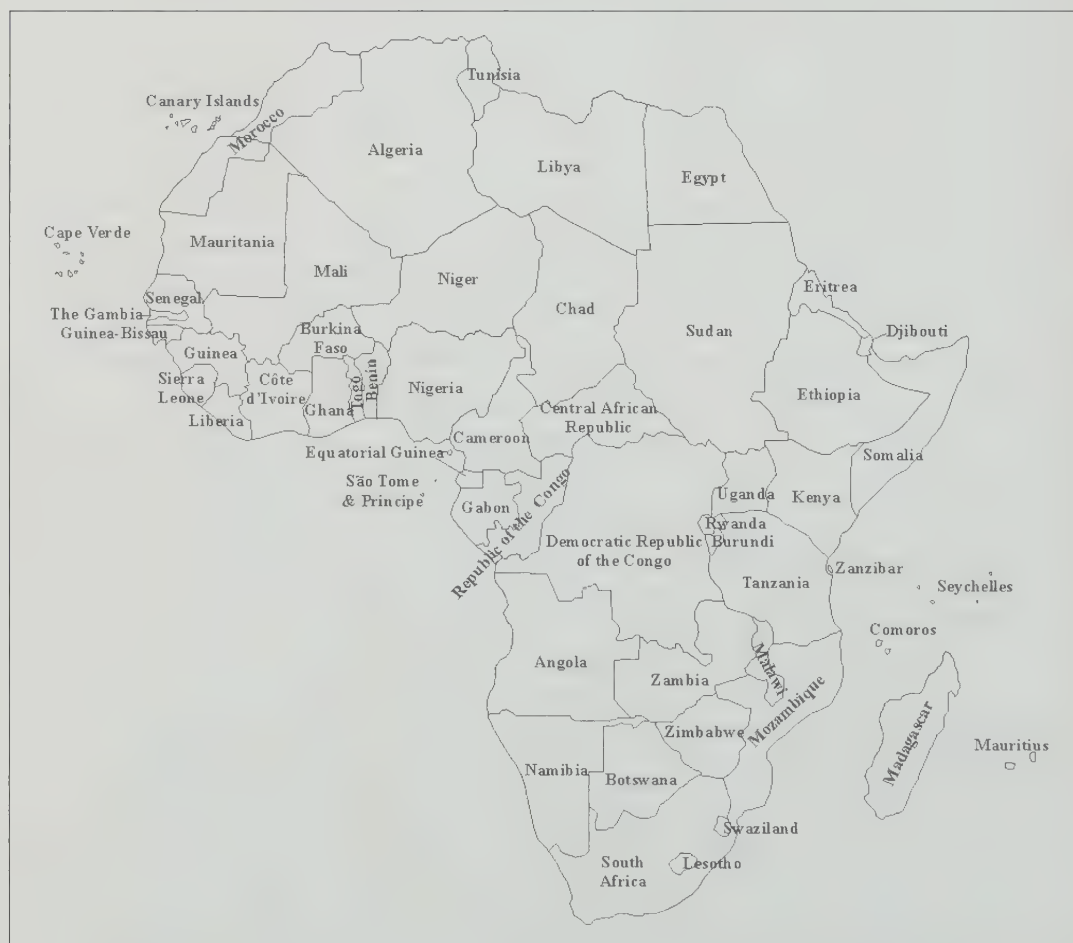 Tunisia
Canary Islands
Morocco
Algeria
Libya
Egypt
Cape Verde
Mauritania
Mali
Niger
Chad
Sudan
Eritrea
Senegal
The Gambia
Guinea-Bissau
Burkina
Faso
Djibouti
Guinea
Nigeria
Ethiopia
Sierra
Leone
Côte
d'Ivoire
Ghana
Togo
Benin
Liberia
Central African
Republic
Cameroon
Equatorial Guinea
Somalia
São Tome
& Principe
Gabon
Republic of the Congo
Uganda
Kenya
Rwanda
Burundi
Democratic Republic
of the Congo
Tanzania
Zanzibar
Seychelles
Comoros
Angola
Zambia
Malawi
Mozambique
Zimbabwe
Madagascar
Mauritius
Namibia
Botswana
Swaziland
South
Africa
Lesotho